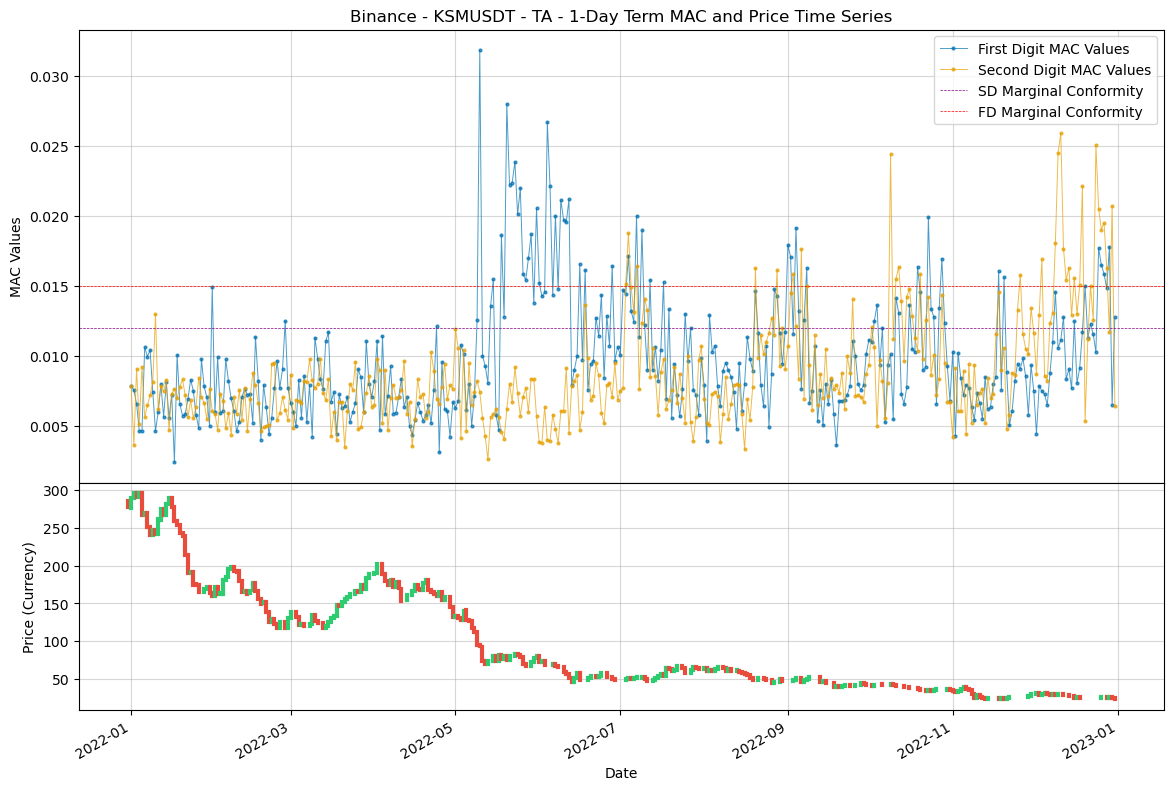 Binance - KSMUSDT - TA - 1-Day Term MAC and Price Time Series
First Digit MAC Values
Second Digit MAC Values
SD Marginal Conformity
FD Marginal Conformity
MAC Values
0.030
0.025
0.020
0.015
0.010
0.005
Price (Currency)
300
250
200
150
100
50
2022-01
2022-03
2022-05
2022-07
2022-09
2022-11
2023-01
Date